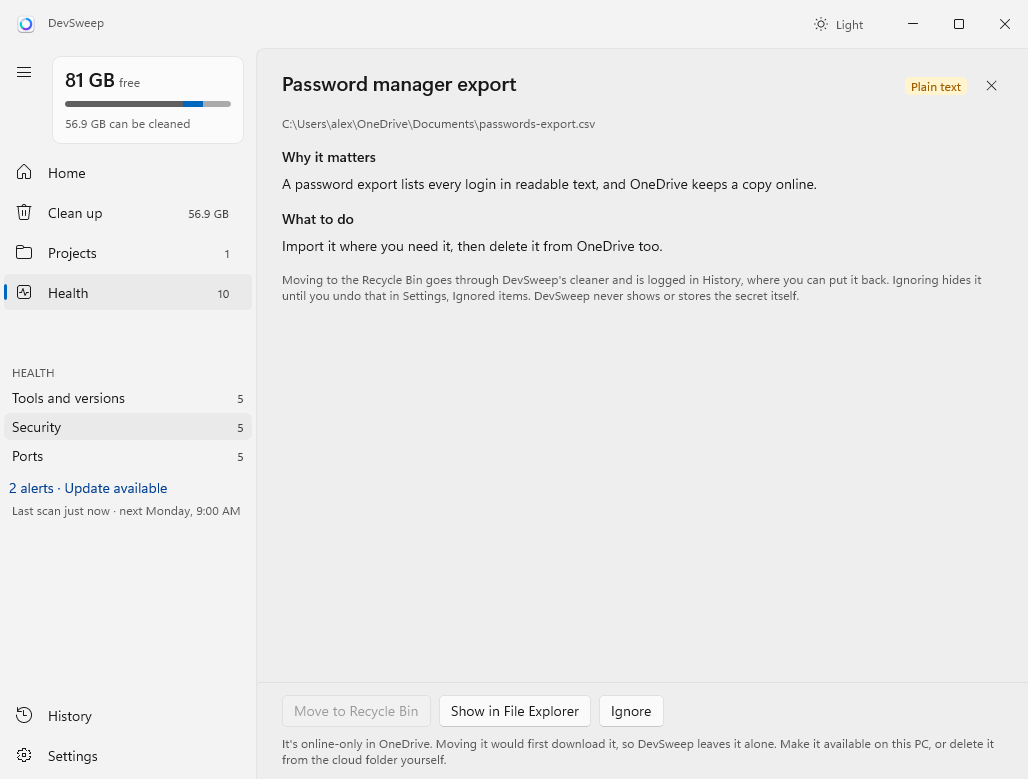 DevSweep
Light
81 GB free
56.9 GB can be cleaned
Home
Clean up 56.9 GB
Projects 1
Health 10
HEALTH
Tools and versions 5
Security 5
Ports 5
2 alerts · Update available
Last scan just now · next Monday, 9:00 AM
History
Settings
Password manager export
Plain text
C:\Users\alex\OneDrive\Documents\passwords-export.csv
Why it matters
A password export lists every login in readable text, and OneDrive keeps a copy online.
What to do
Import it where you need it, then delete it from OneDrive too.
Moving to the Recycle Bin goes through DevSweep's cleaner and is logged in History, where you can put it back. Ignoring hides it
until you undo that in Settings, Ignored items. DevSweep never shows or stores the secret itself.
Move to Recycle Bin
Show in File Explorer
Ignore
It's online-only in OneDrive. Moving it would first download it, so DevSweep leaves it alone. Make it available on this PC, or delete it
from the cloud folder yourself.